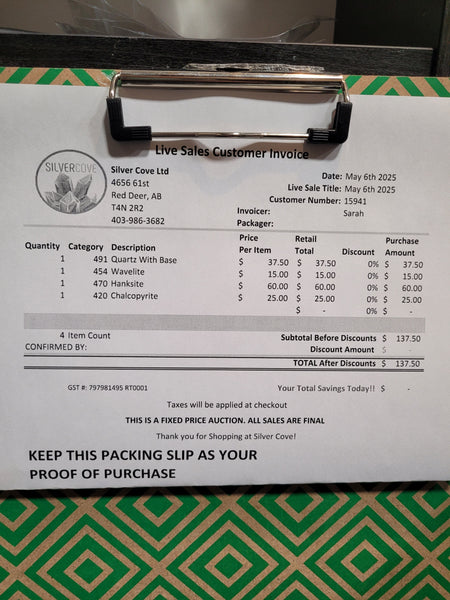 Live Sales Customer Invoice
SILVERCOVE
Silver Cove Ltd
4656 61st
Red Deer, AB
T4N 2R2
403-986-3682
Date: May 6th 2025
Live Sale Title: May 6th 2025
Customer Number: 15941
Invoicer: Sarah
Packager:
Quantity Category Description Price Per Item Retail Total Discount Purchase Amount
1 491 Quartz With Base $ 37.50 $ 37.50 0% $ 37.50
1 454 Wavelite $ 15.00 $ 15.00 0% $ 15.00
1 470 Hanksite $ 60.00 $ 60.00 0% $ 60.00
1 420 Chalcopyrite $ 25.00 $ 25.00 0% $ 25.00
$ - 0% $ -
4 Item Count Subtotal Before Discounts $ 137.50
CONFIRMED BY: Discount Amount $ -
TOTAL After Discounts $ 137.50
GST #: 797981495 RT0001 Your Total Savings Today!! $ -
Taxes will be applied at checkout
THIS IS A FIXED PRICE AUCTION. ALL SALES ARE FINAL
Thank you for Shopping at Silver Cove!
KEEP THIS PACKING SLIP AS YOUR
PROOF OF PURCHASE